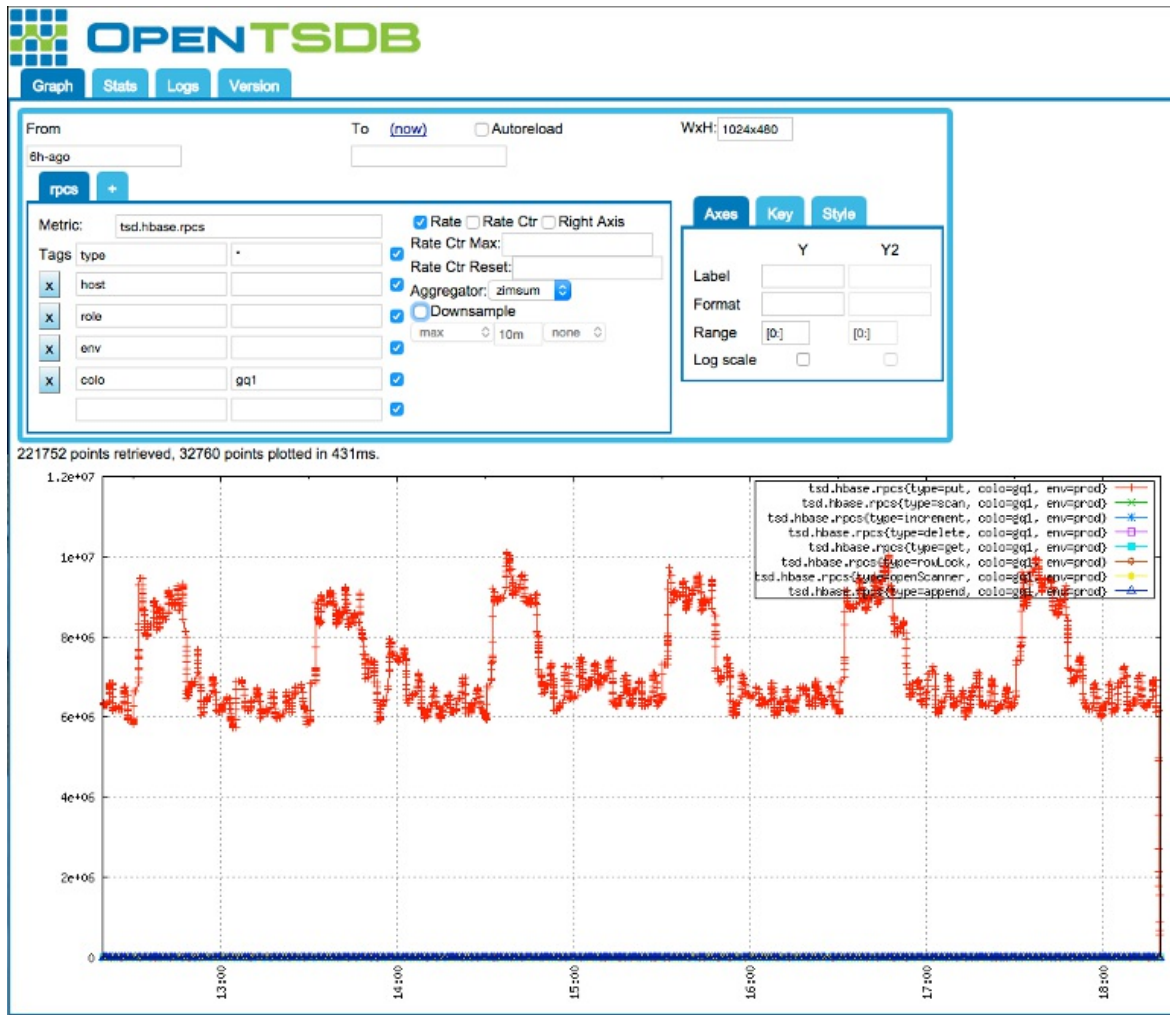 OPENTSDB
Graph Stats Logs Version
From To (now) Autoreload WxH: 1024x480
6h-ago
rpcs +
Metric: tsd.hbase.rpcs Rate Rate Ctr Right Axis
Tags type * Rate Ctr Max:
x host Rate Ctr Reset:
Aggregator: zimsum
x role Downsample
max 10m none
x env
x colo gq1
Axes Key Style
Y Y2
Label
Format
Range [0:] [0:]
Log scale
221752 points retrieved, 32760 points plotted in 431ms.
1.2e+07
tsd.hbase.rpcs{type=put, colo=gq1, env=prod}
tsd.hbase.rpcs{type=scan, colo=gq1, env=prod}
tsd.hbase.rpcs{type=increment, colo=gq1, env=prod}
tsd.hbase.rpcs{type=delete, colo=gq1, env=prod}
tsd.hbase.rpcs{type=get, colo=gq1, env=prod}
tsd.hbase.rpcs{type=rowLock, colo=gq1, env=prod}
tsd.hbase.rpcs{type=openScanner, colo=gq1, env=prod}
tsd.hbase.rpcs{type=append, colo=gq1, env=prod}
1e+07
8e+06
6e+06
4e+06
2e+06
0
13:00 14:00 15:00 16:00 17:00 18:00